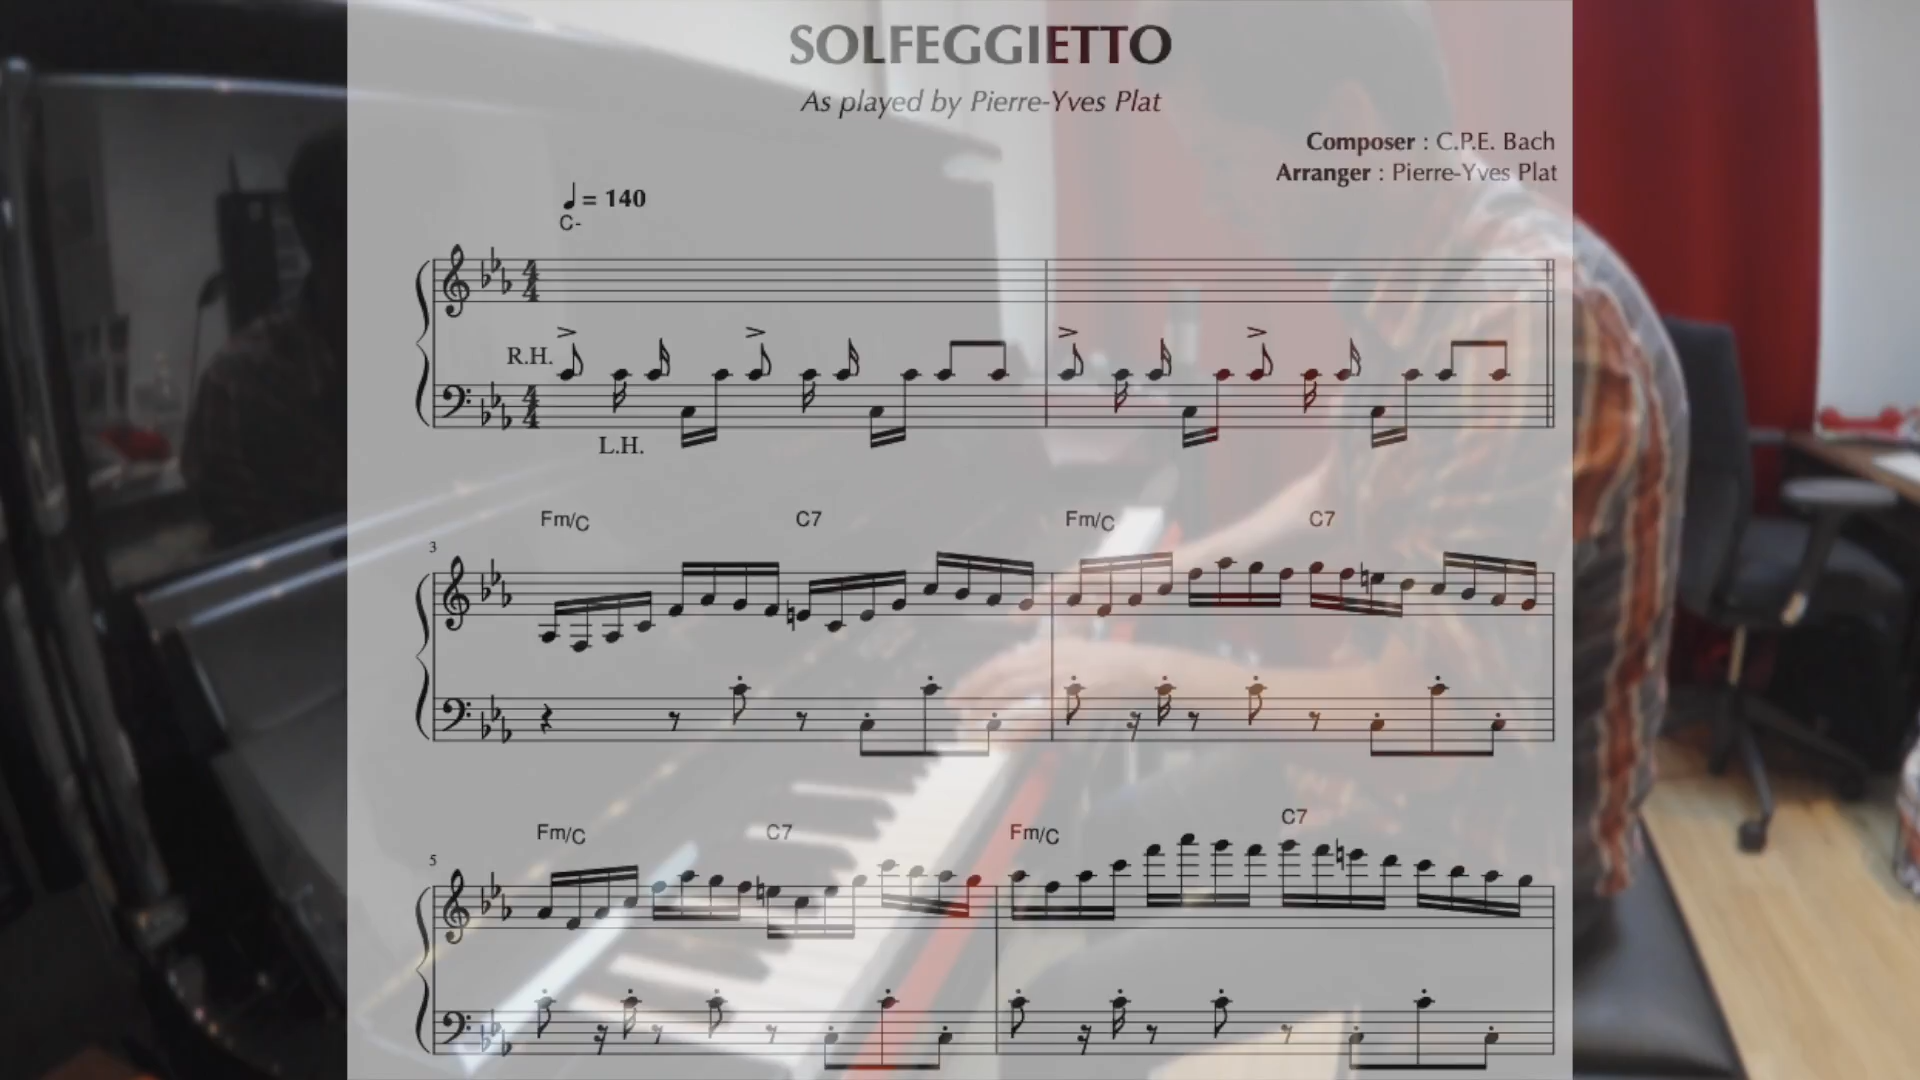 SOLFEGGIETTO
As played by Pierre-Yves Plat
Composer : C.P.E. Bach
Arranger : Pierre-Yves Plat
♩ = 140
C-
R.H.
L.H.
Fm/C C7 Fm/C C7
3
Fm/C C7 Fm/C C7
5